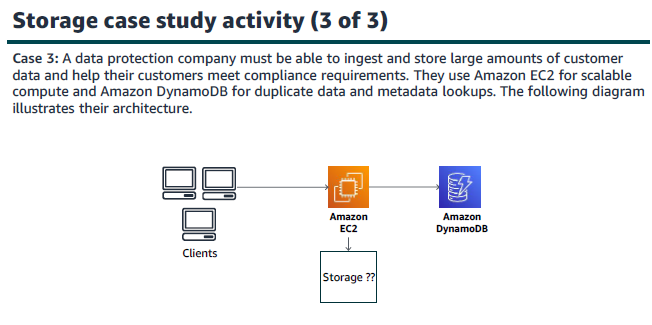 Storage case study activity (3 of 3)
Case 3: A data protection company must be able to ingest and store large amounts of customer
data and help their customers meet compliance requirements. They use Amazon EC2 for scalable
compute and Amazon DynamoDB for duplicate data and metadata lookups. The following diagram
illustrates their architecture.
Amazon
EC2
Amazon
DynamoDB
Clients
Storage ??